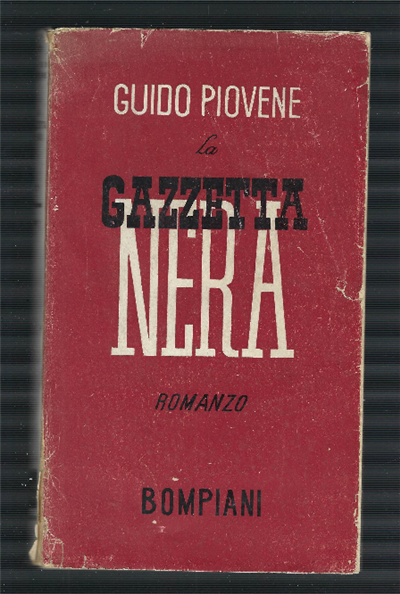 GUIDO PIOVENE
La
GAZZETTA
NERA
ROMANZO
BOMPIANI